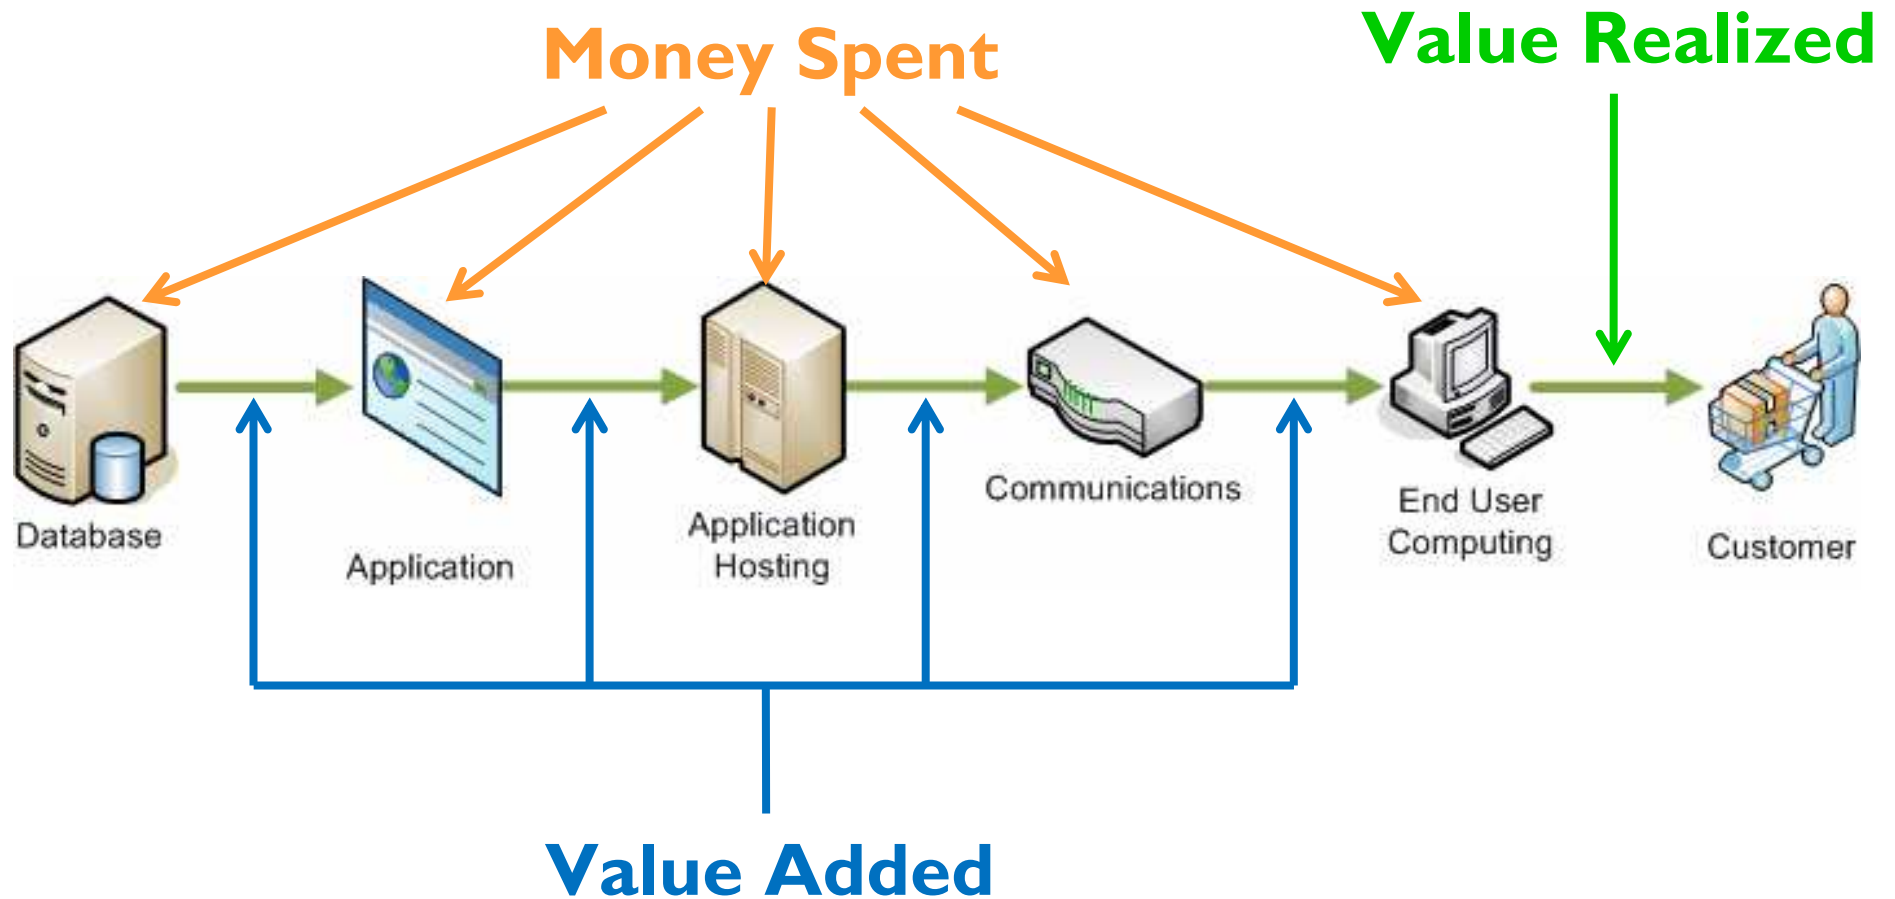 Money Spent
Value Realized
Database
Application
Application
Hosting
Communications
End User
Computing
Customer
Value Added